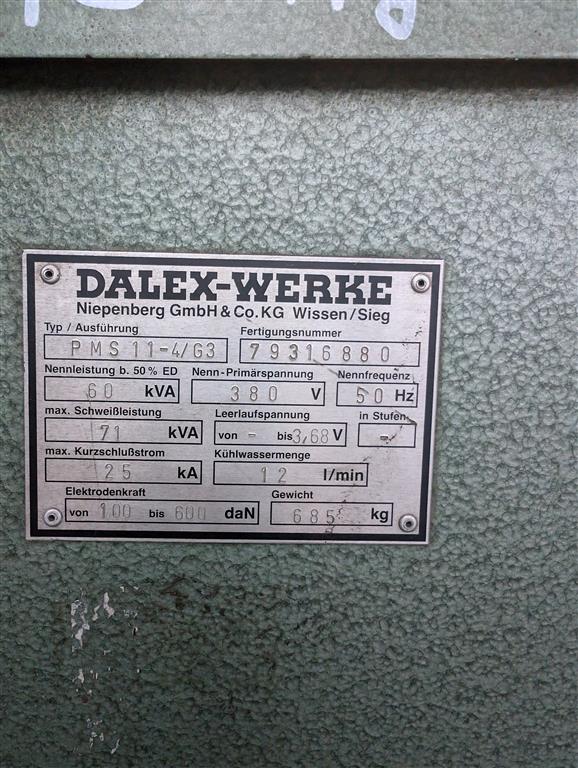 DALEX-WERKE
Niepenberg GmbH & Co. KG Wissen/Sieg
Typ / Ausführung Fertigungsnummer
PMS 11-4/G3 79316880
Nennleistung b. 50% ED Nenn-Primärspannung Nennfrequenz
60 kVA 380 V 50 Hz
max. Schweißleistung Leerlaufspannung in Stufen
71 kVA von - bis 3,68 V -
max. Kurzschlußstrom Kühlwassermenge
25 kA 12 l/min
Elektrodenkraft Gewicht
von 100 bis 600 daN 685 kg